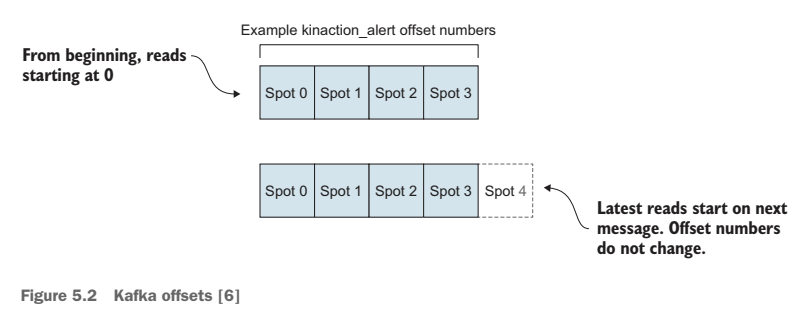 Example kinaction_alert offset numbers
From beginning, reads
starting at 0
Spot 0 Spot 1 Spot 2 Spot 3
Spot 0 Spot 1 Spot 2 Spot 3 Spot 4
Latest reads start on next
message. Offset numbers
do not change.
Figure 5.2 Kafka offsets [6]